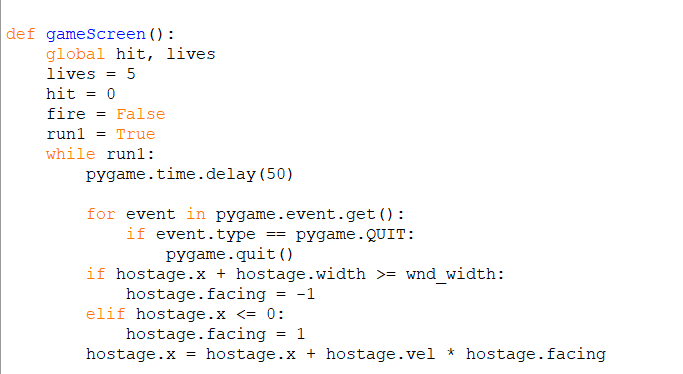 def gameScreen():
    global hit, lives
    lives = 5
    hit = 0
    fire = False
    run1 = True
    while run1:
        pygame.time.delay(50)

        for event in pygame.event.get():
            if event.type == pygame.QUIT:
                pygame.quit()
        if hostage.x + hostage.width >= wnd_width:
            hostage.facing = -1
        elif hostage.x <= 0:
            hostage.facing = 1
        hostage.x = hostage.x + hostage.vel * hostage.facing